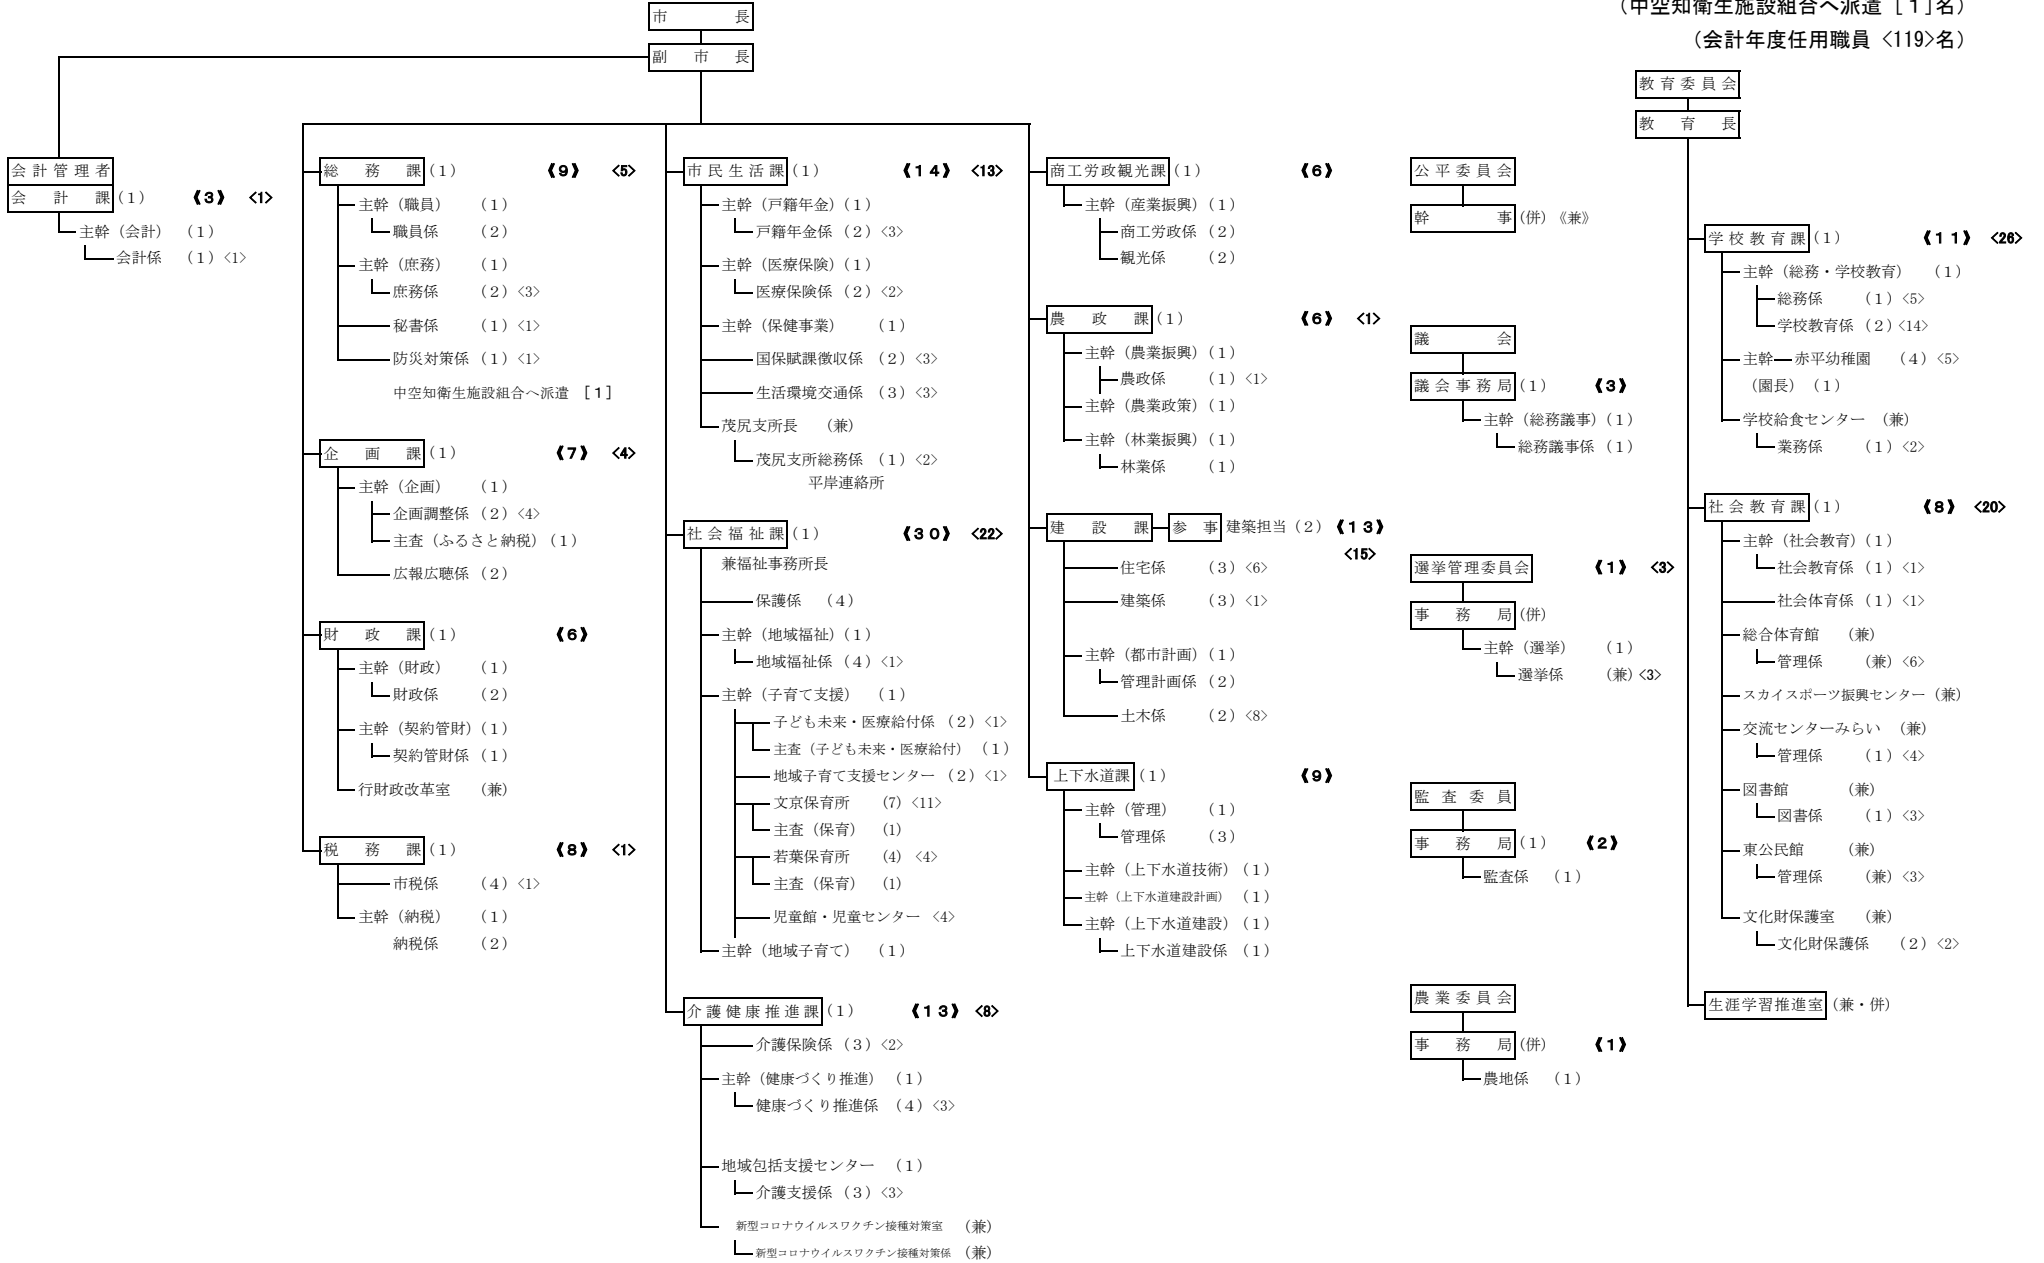 (中空知衛生施設組合へ派遣 [1]名)
(会計年度任用職員 <119>名)
市　長
副市長
会計管理者
会計課(1) 《3》 <1>
主幹(会計) (1)
会計係 (1)<1>
総務課(1) 《9》 <5>
主幹(職員) (1)
職員係 (2)
主幹(庶務) (1)
庶務係 (2)<3>
秘書係 (1)<1>
防災対策係 (1)<1>
中空知衛生施設組合へ派遣 [1]
企画課(1) 《7》 <4>
主幹(企画) (1)
企画調整係 (2)<4>
主査(ふるさと納税)(1)
広報広聴係 (2)
財政課(1) 《6》
主幹(財政) (1)
財政係 (2)
主幹(契約管財)(1)
契約管財係 (1)
行財政改革室 (兼)
税務課(1) 《8》 <1>
市税係 (4)<1>
主幹(納税) (1)
納税係 (2)
市民生活課(1) 《14》 <13>
主幹(戸籍年金)(1)
戸籍年金係 (2)<3>
主幹(医療保険)(1)
医療保険係 (2)<2>
主幹(保健事業) (1)
国保賦課徴収係 (2)<3>
生活環境交通係 (3)<3>
茂尻支所長 (兼)
茂尻支所総務係 (1)<2>
平岸連絡所
社会福祉課(1) 《30》 <22>
兼福祉事務所長
保護係 (4)
主幹(地域福祉)(1)
地域福祉係 (4)<1>
主幹(子育て支援) (1)
子ども未来・医療給付係 (2)<1>
主査(子ども未来・医療給付) (1)
地域子育て支援センター (2)<1>
文京保育所 (7) <11>
主査(保育) (1)
若葉保育所 (4) <4>
主査(保育) (1)
児童館・児童センター <4>
主幹(地域子育て) (1)
介護健康推進課(1) 《13》 <8>
介護保険係 (3)<2>
主幹(健康づくり推進) (1)
健康づくり推進係 (4)<3>
地域包括支援センター (1)
介護支援係 (3)<3>
新型コロナウイルスワクチン接種対策室 (兼)
新型コロナウイルスワクチン接種対策係 (兼)
商工労政観光課(1) 《6》
主幹(産業振興)(1)
商工労政係 (2)
観光係 (2)
農政課(1) 《6》 <1>
主幹(農業振興)(1)
農政係 (1)<1>
主幹(農業政策)(1)
主幹(林業振興)(1)
林業係 (1)
建設課 参事 建築担当(2) 《13》
<15>
住宅係 (3)<6>
建築係 (3)<1>
主幹(都市計画)(1)
管理計画係 (2)
土木係 (2)<8>
上下水道課(1) 《9》
主幹(管理) (1)
管理係 (3)
主幹(上下水道技術) (1)
主幹(上下水道建設計画) (1)
主幹(上下水道建設) (1)
上下水道建設係 (1)
公平委員会
幹事(併) 《兼》
議会
議会事務局(1) 《3》
主幹(総務議事)(1)
総務議事係 (1)
選挙管理委員会 《1》 <3>
事務局(併)
主幹(選挙) (1)
選挙係 (兼)<3>
監査委員
事務局(1) 《2》
監査係 (1)
農業委員会
事務局(併) 《1》
農地係 (1)
教育委員会
教育長
学校教育課(1) 《11》 <26>
主幹(総務・学校教育) (1)
総務係 (1)<5>
学校教育係 (2)<14>
主幹 赤平幼稚園 (4)<5>
(園長) (1)
学校給食センター (兼)
業務係 (1)<2>
社会教育課(1) 《8》 <20>
主幹(社会教育)(1)
社会教育係 (1)<1>
社会体育係 (1)<1>
総合体育館 (兼)
管理係 (兼)<6>
スカイスポーツ振興センター (兼)
交流センターみらい (兼)
管理係 (1)<4>
図書館 (兼)
図書係 (1)<3>
東公民館 (兼)
管理係 (兼)<3>
文化財保護室 (兼)
文化財保護係 (2)<2>
生涯学習推進室 (兼・併)